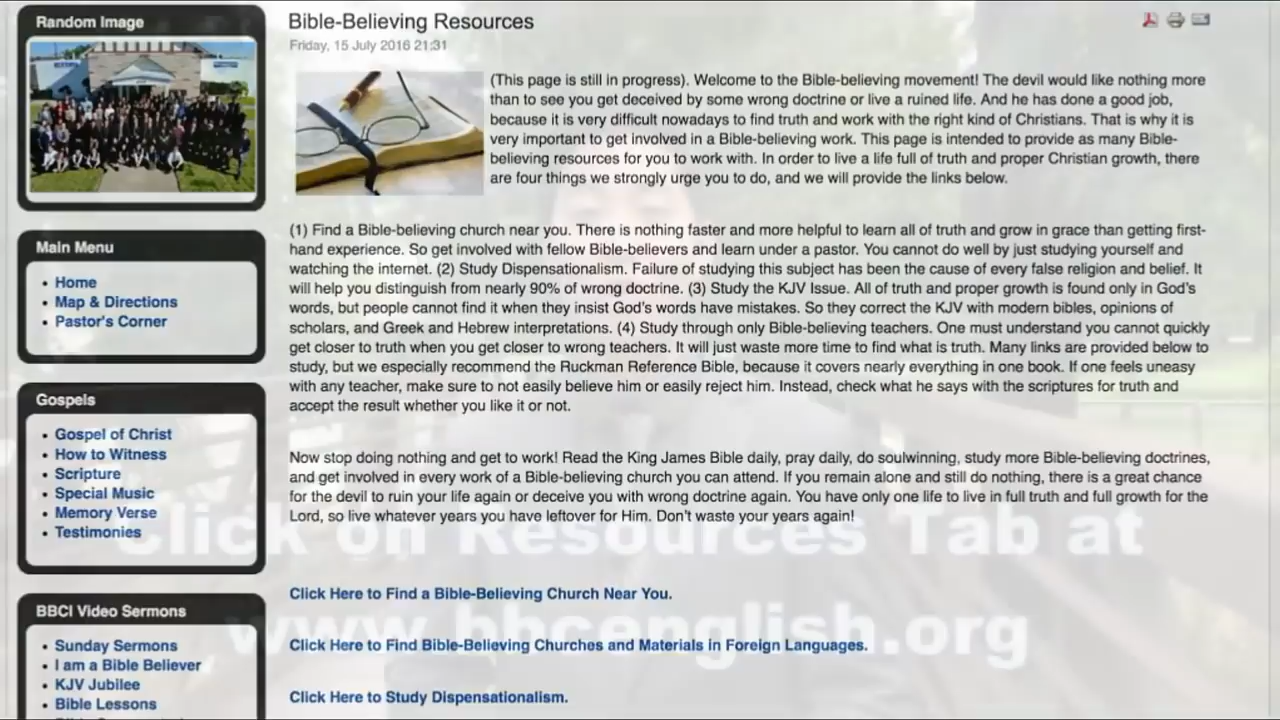 Random Image
Main Menu
Home
Map & Directions
Pastor's Corner
Gospels
Gospel of Christ
How to Witness
Scripture
Special Music
Memory Verse
Testimonies
BBCI Video Sermons
Sunday Sermons
I am a Bible Believer
KJV Jubilee
Bible Lessons
Bible-Believing Resources
Friday, 15 July 2016 21:31
(This page is still in progress). Welcome to the Bible-believing movement! The devil would like nothing more
than to see you get deceived by some wrong doctrine or live a ruined life. And he has done a good job,
because it is very difficult nowadays to find truth and work with the right kind of Christians. That is why it is
very important to get involved in a Bible-believing work. This page is intended to provide as many Bible-
believing resources for you to work with. In order to live a life full of truth and proper Christian growth, there
are four things we strongly urge you to do, and we will provide the links below.
(1) Find a Bible-believing church near you. There is nothing faster and more helpful to learn all of truth and grow in grace than getting first-
hand experience. So get involved with fellow Bible-believers and learn under a pastor. You cannot do well by just studying yourself and
watching the internet. (2) Study Dispensationalism. Failure of studying this subject has been the cause of every false religion and belief. It
will help you distinguish from nearly 90% of wrong doctrine. (3) Study the KJV Issue. All of truth and proper growth is found only in God's
words, but people cannot find it when they insist God's words have mistakes. So they correct the KJV with modern bibles, opinions of
scholars, and Greek and Hebrew interpretations. (4) Study through only Bible-believing teachers. One must understand you cannot quickly
get closer to truth when you get closer to wrong teachers. It will just waste more time to find what is truth. Many links are provided below to
study, but we especially recommend the Ruckman Reference Bible, because it covers nearly everything in one book. If one feels uneasy
with any teacher, make sure to not easily believe him or easily reject him. Instead, check what he says with the scriptures for truth and
accept the result whether you like it or not.
Now stop doing nothing and get to work! Read the King James Bible daily, pray daily, do soulwinning, study more Bible-believing doctrines,
and get involved in every work of a Bible-believing church you can attend. If you remain alone and still do nothing, there is a great chance
for the devil to ruin your life again or deceive you with wrong doctrine again. You have only one life to live in full truth and full growth for the
Lord, so live whatever years you have leftover for Him. Don't waste your years again!
Click on Resources Tab at
www.bbcenglish.org
Click Here to Find a Bible-Believing Church Near You.
Click Here to Find Bible-Believing Churches and Materials in Foreign Languages.
Click Here to Study Dispensationalism.